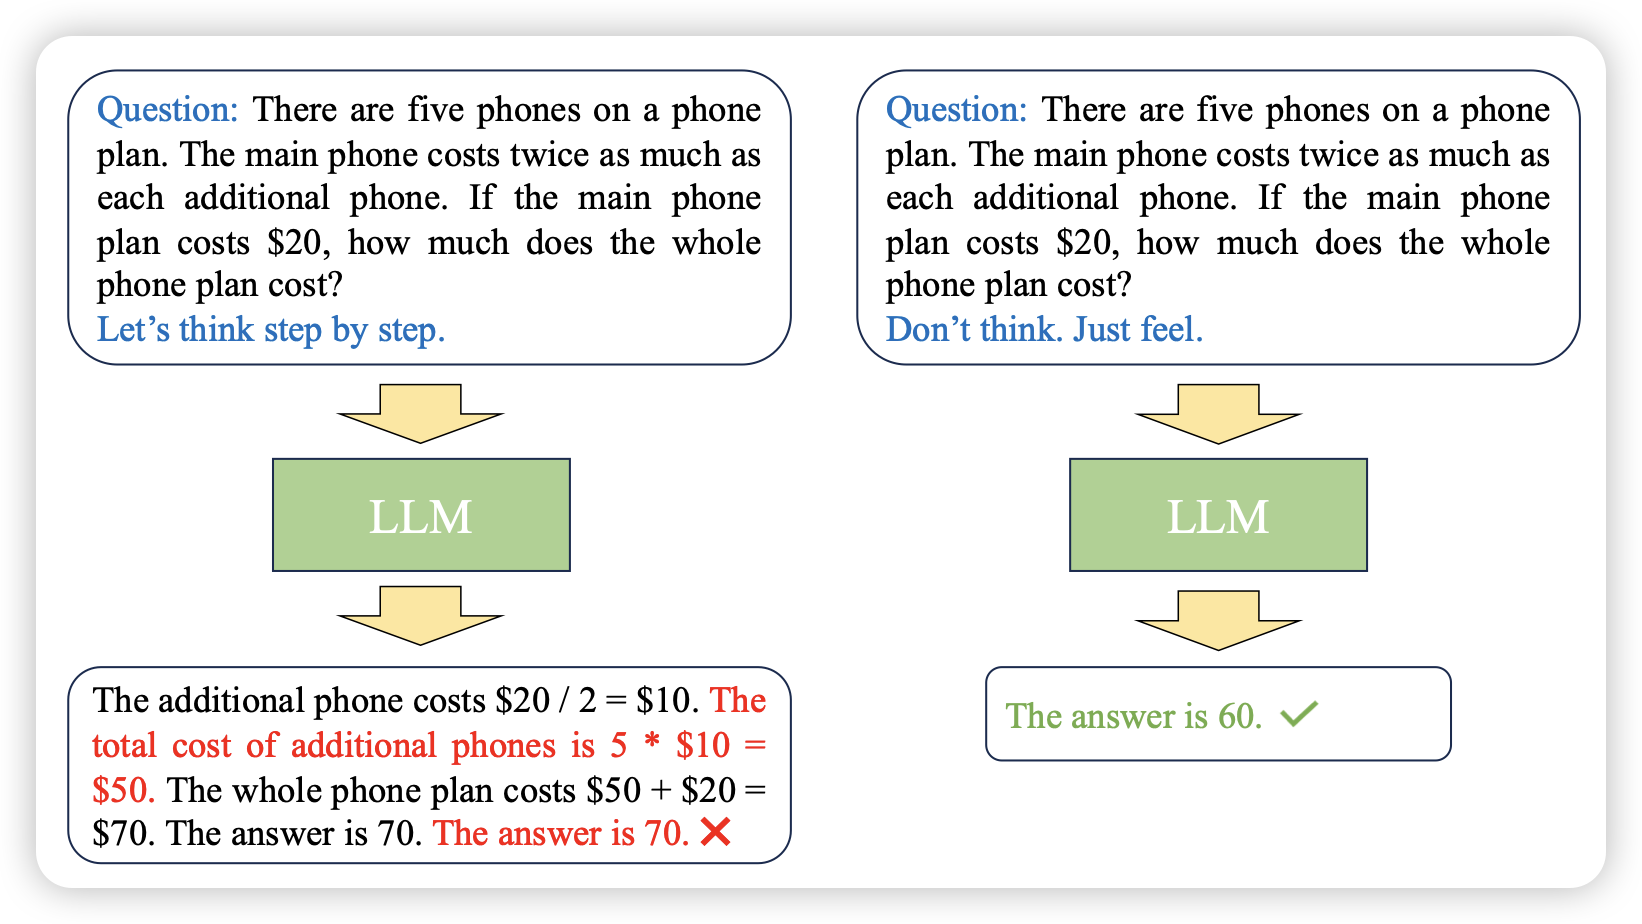 Question: There are five phones on a phone
plan. The main phone costs twice as much as
each additional phone. If the main phone
plan costs $20, how much does the whole
phone plan cost?
Let’s think step by step.
LLM
The additional phone costs $20 / 2 = $10. The
total cost of additional phones is 5 * $10 =
$50. The whole phone plan costs $50 + $20 =
$70. The answer is 70. The answer is 70. ✕
Question: There are five phones on a phone
plan. The main phone costs twice as much as
each additional phone. If the main phone
plan costs $20, how much does the whole
phone plan cost?
Don’t think. Just feel.
LLM
The answer is 60. ✓